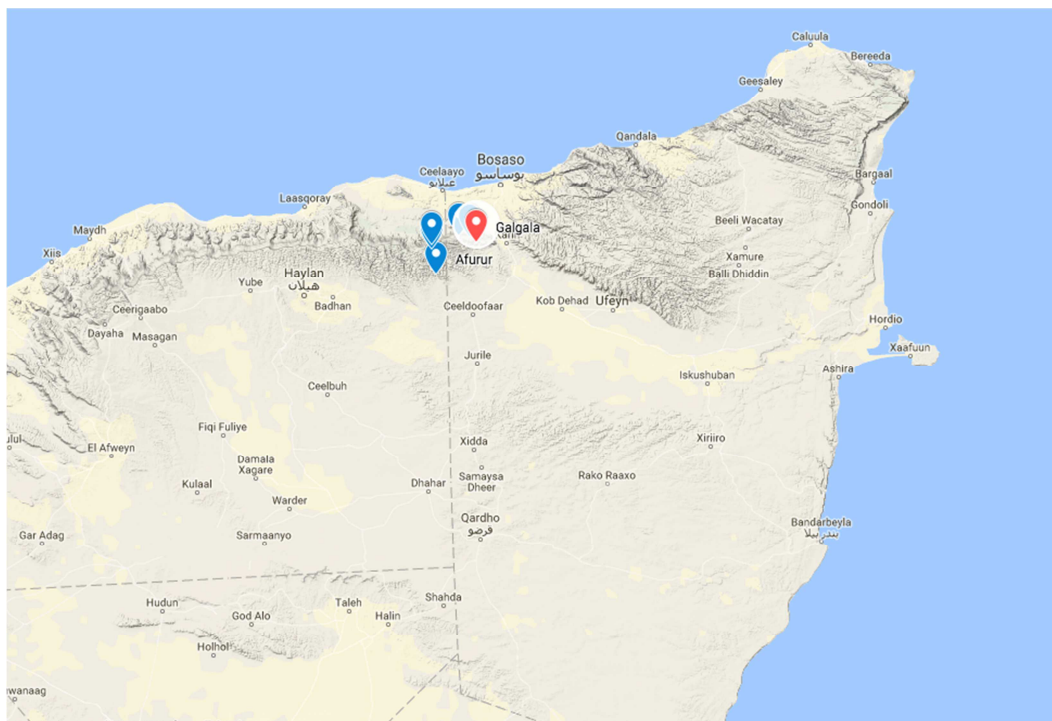 Caluula
Bereeda
Geesaley
Qandala
Bosaso
بوساسو
Ceelaayo
عيلايو
Bargaal
Laasqoray
Gondoli
Galgala
Beeli Wacatay
Maydh
Xiis
Afurur
Xamure
Balli Dhiddin
Haylan
هيلان
Yube
Badhan
Ceeldoofaar
Kob Dehad
Ufeyn
Ceerigaabo
Hordio
Dayaha
Masagan
Xaafuun
Jurile
Ashira
Iskushuban
Ceelbuh
Fiqi Fuliye
Xiriiro
El Afweyn
Xidda
Damala
Xagare
Samaysa
Dheer
Rako Raaxo
Kulaal
Dhahar
Warder
Qardho
قرضو
Bandarbeyla
بندر بيلا
Gar Adag
Sarmaanyo
Shahda
Hudun
Taleh
God Alo
Halin
Holhol